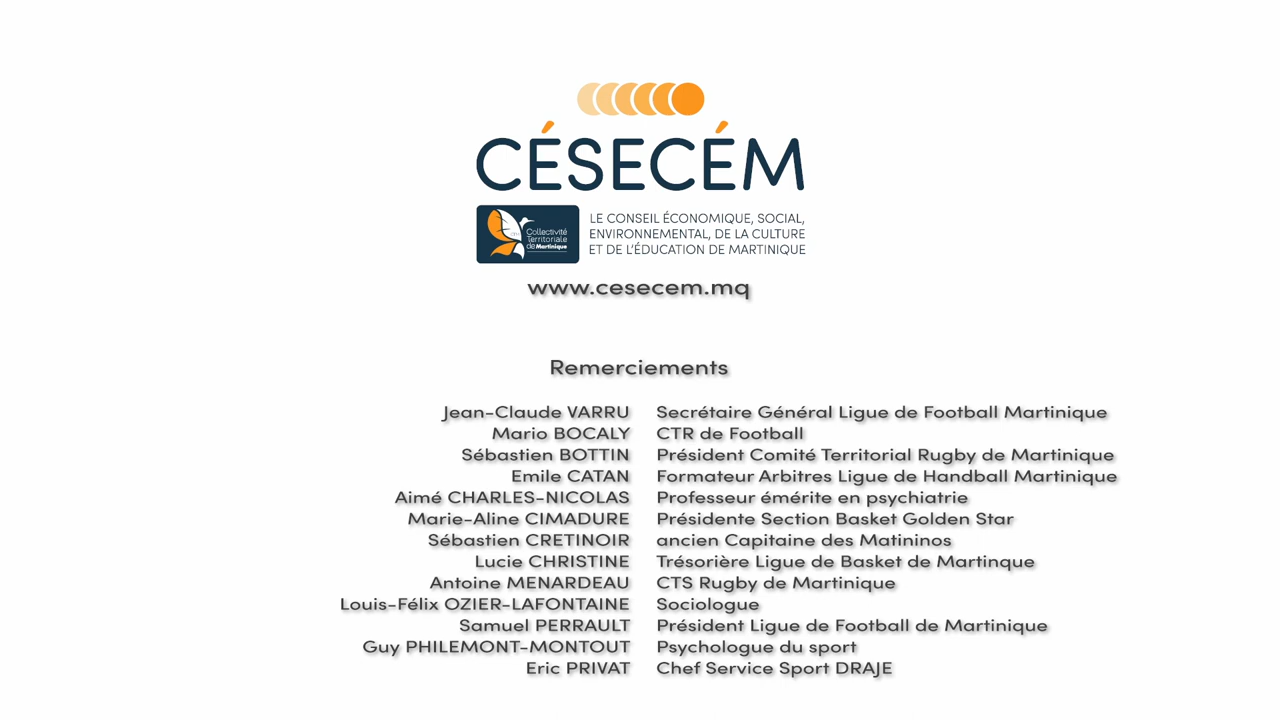 CÉSECÉM
Collectivité
Territoriale
de Martinique
LE CONSEIL ÉCONOMIQUE, SOCIAL,
ENVIRONNEMENTAL, DE LA CULTURE
ET DE L'ÉDUCATION DE MARTINIQUE
www.cesecem.mq
Remerciements
Jean-Claude VARRU Secrétaire Général Ligue de Football Martinique
Mario BOCALY CTR de Football
Sébastien BOTTIN Président Comité Territorial Rugby de Martinique
Emile CATAN Formateur Arbitres Ligue de Handball Martinique
Aimé CHARLES-NICOLAS Professeur émérite en psychiatrie
Marie-Aline CIMADURE Présidente Section Basket Golden Star
Sébastien CRETINOIR ancien Capitaine des Matininos
Lucie CHRISTINE Trésorière Ligue de Basket de Martinque
Antoine MENARDEAU CTS Rugby de Martinique
Louis-Félix OZIER-LAFONTAINE Sociologue
Samuel PERRAULT Président Ligue de Football de Martinique
Guy PHILEMONT-MONTOUT Psychologue du sport
Eric PRIVAT Chef Service Sport DRAJE